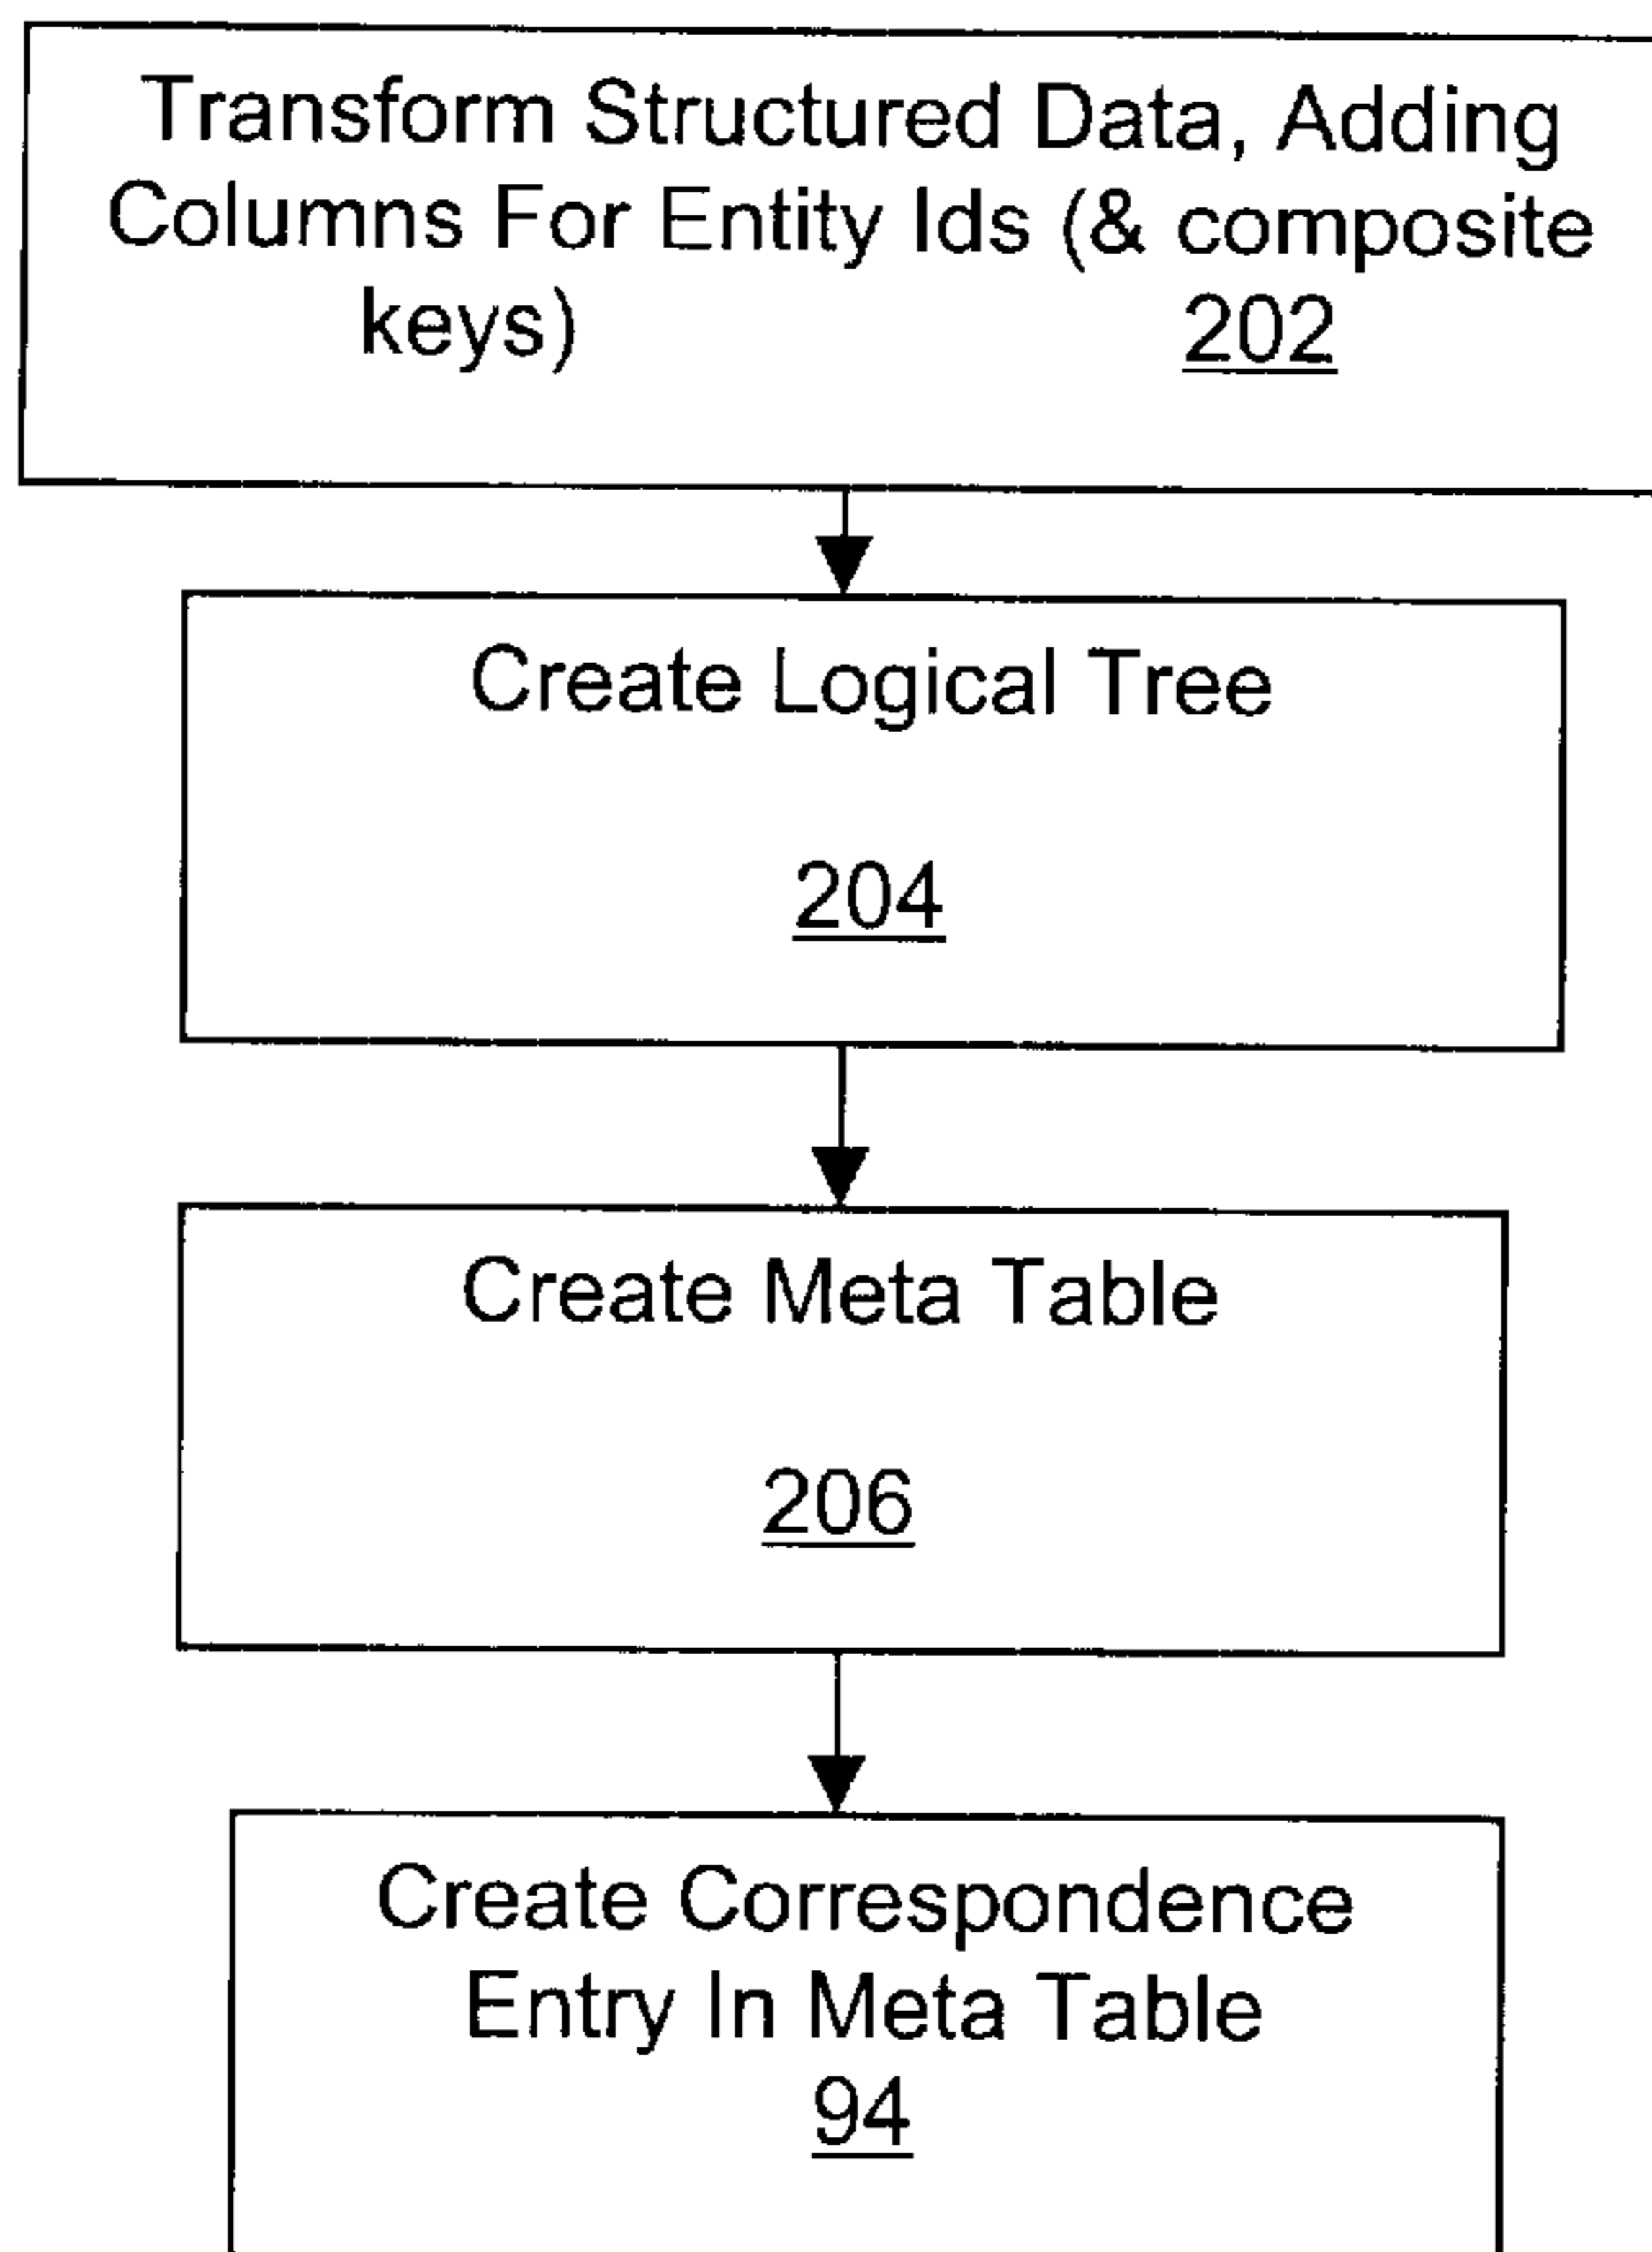 Transform Structured Data, Adding
Columns For Entity Ids (& composite
keys) 202
Create Logical Tree
204
Create Meta Table
206
Create Correspondence
Entry In Meta Table
94